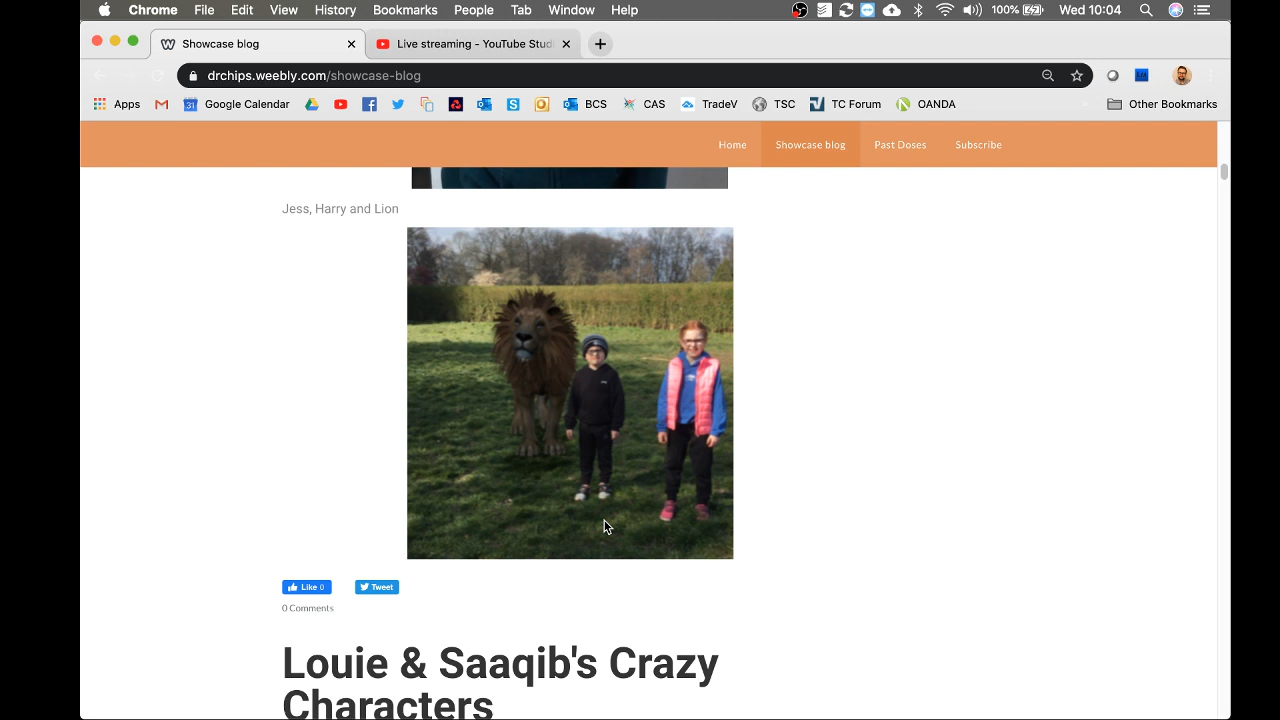 Chrome File Edit View History Bookmarks People Tab Window Help 100% Wed 10:04
Showcase blog Live streaming - YouTube Studi
drchips.weebly.com/showcase-blog
Apps Google Calendar BCS CAS TradeV TSC TC Forum OANDA Other Bookmarks
Home Showcase blog Past Doses Subscribe
Jess, Harry and Lion
Like 0 Tweet
0 Comments
Louie & Saaqib's Crazy
Characters